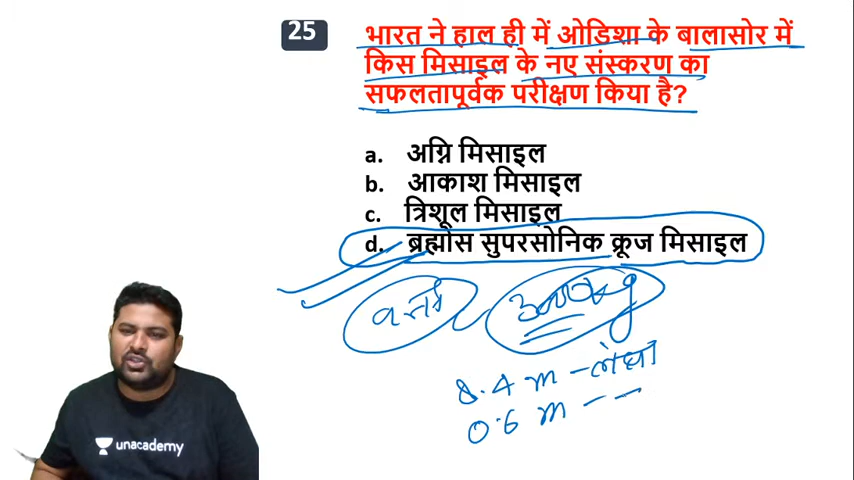 25
भारत ने हाल ही में ओडिशा के बालासोर में
किस मिसाइल के नए संस्करण का
सफलतापूर्वक परीक्षण किया है?
a. अग्नि मिसाइल
b. आकाश मिसाइल
c. त्रिशूल मिसाइल
d. ब्रह्मोस सुपरसोनिक क्रूज मिसाइल
3000kg
8.4 m -
0.6 m - -
unacademy